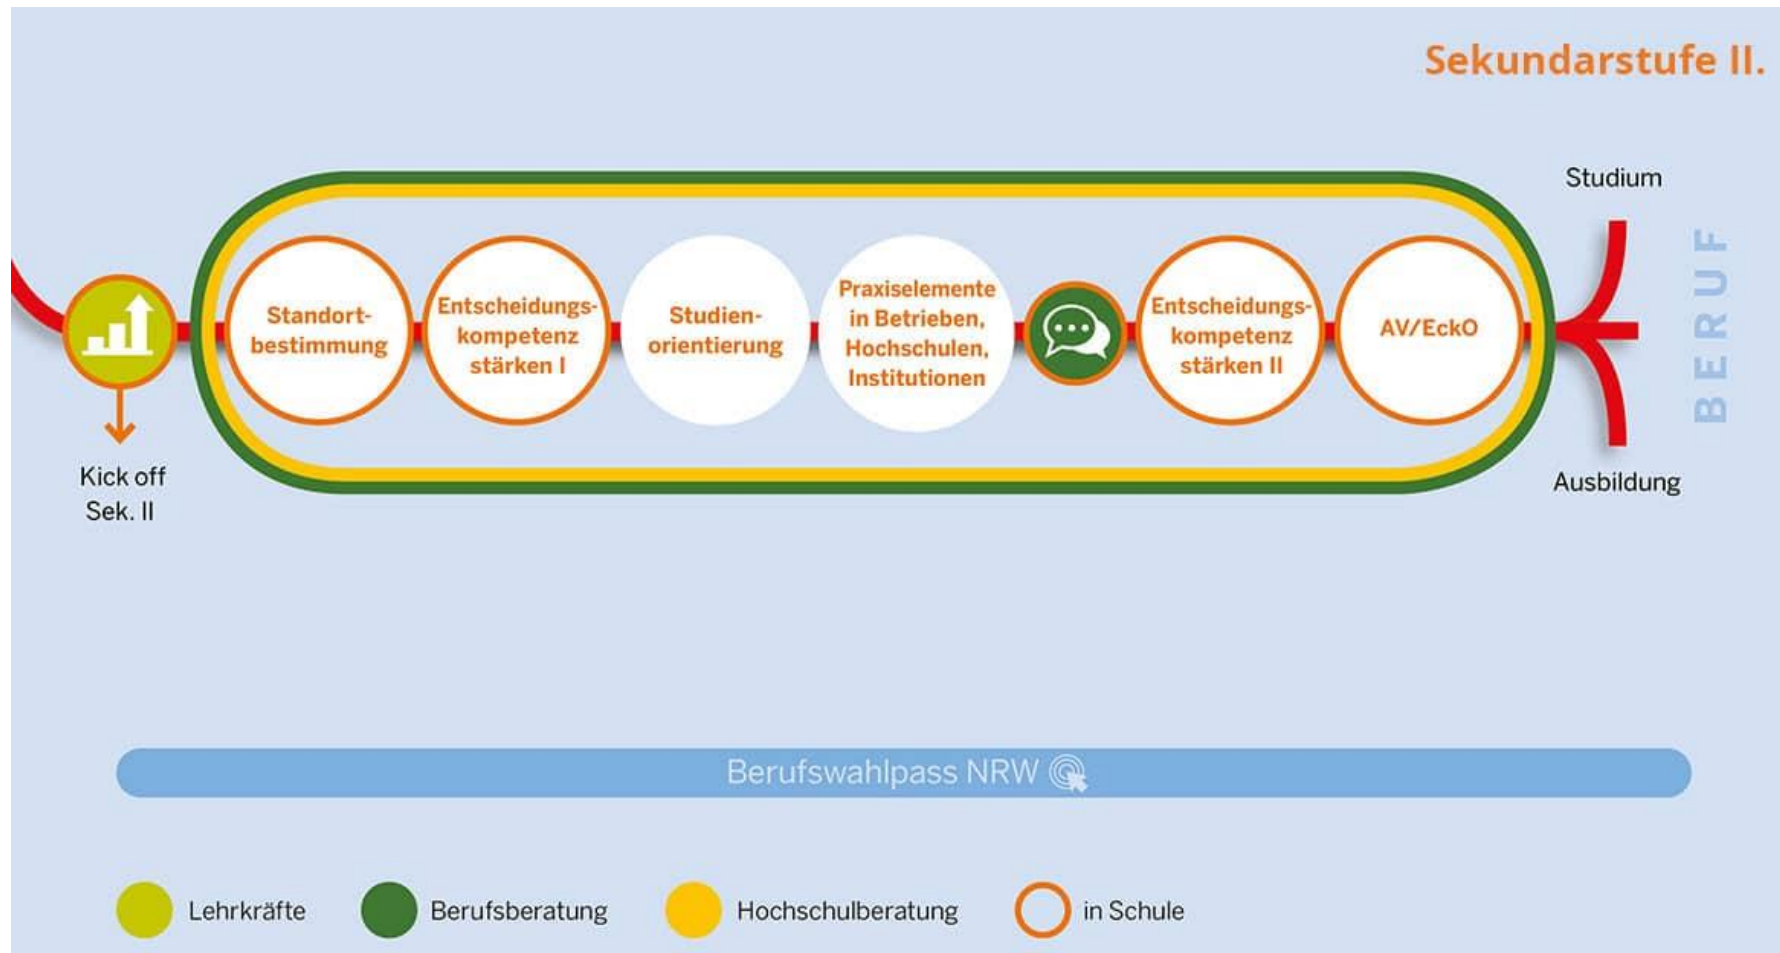 Sekundarstufe II.
Studium
BERUF
Standort-
bestimmung
Entscheidungs-
kompetenz
stärken I
Studien-
orientierung
Praxiselemente
in Betrieben,
Hochschulen,
Institutionen
Entscheidungs-
kompetenz
stärken II
AV/EckO
Kick off
Sek. II
Ausbildung
Berufswahlpass NRW
Lehrkräfte
Berufsberatung
Hochschulberatung
in Schule